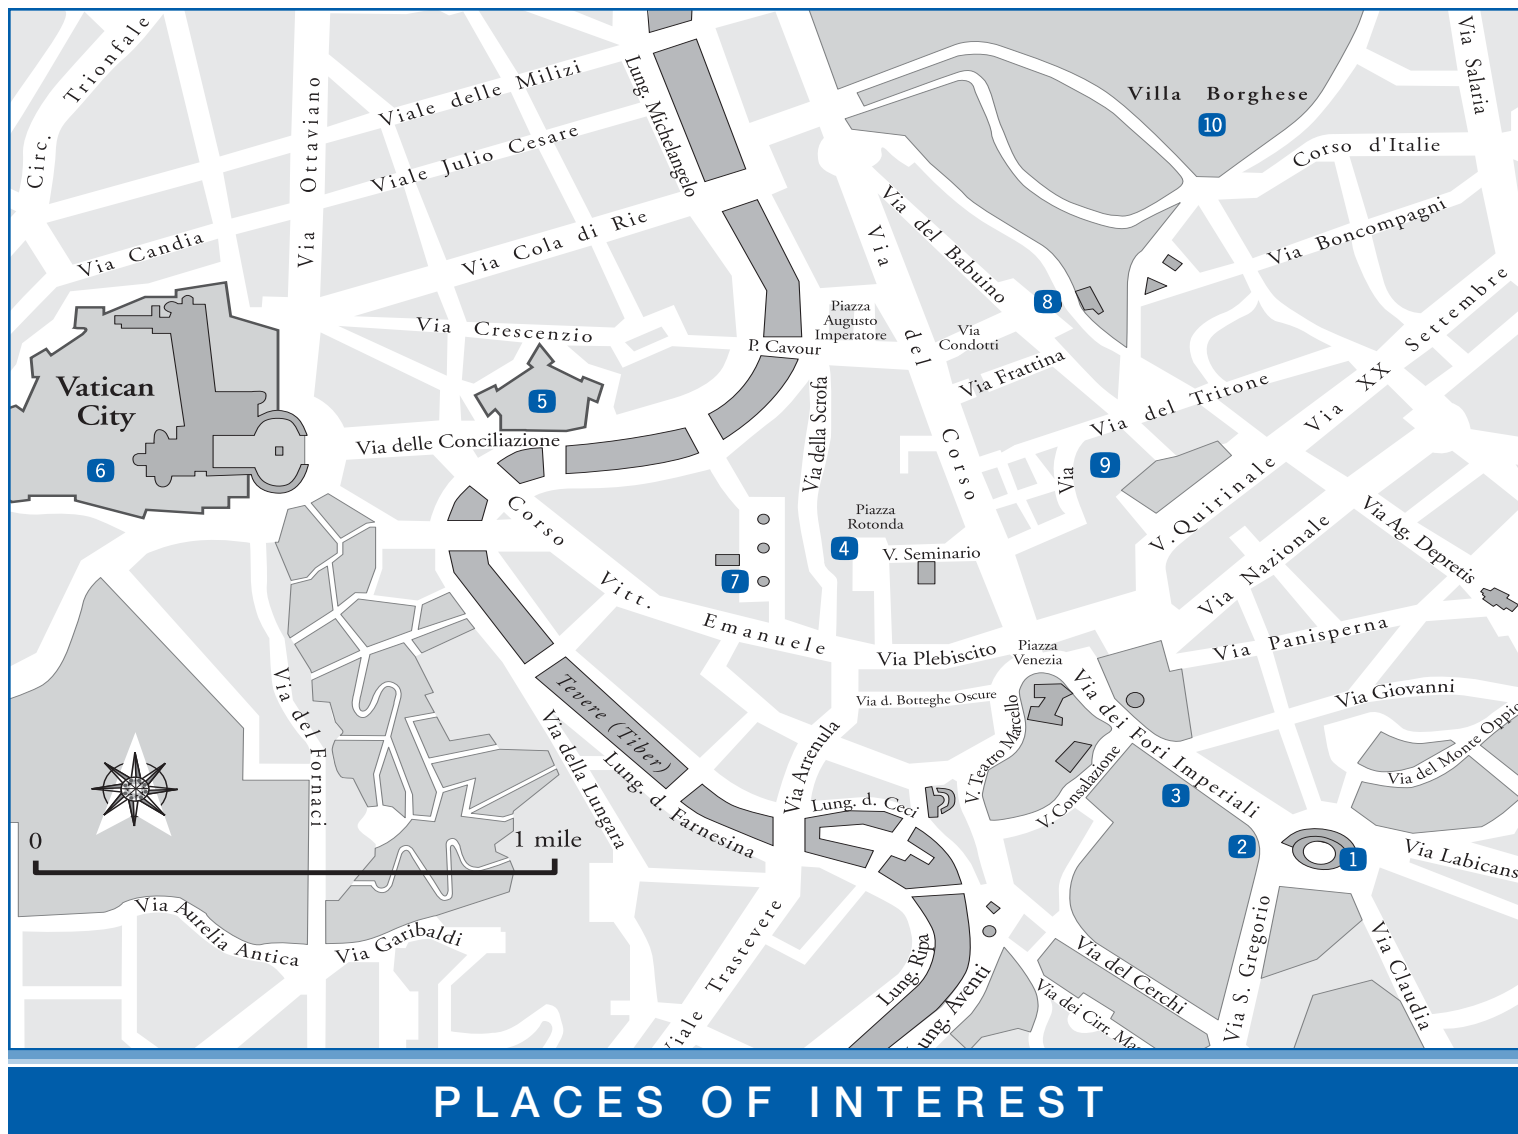 Circ. Trionfale
Via Ottaviano
Viale delle Milizi
Viale Julio Cesare
Via Cola di Rie
Via Candia
Lung. Michelangelo
Villa Borghese
10
Via Salaria
Corso d'Italie
Via Boncompagni
Via del Babuino
Via del Corso
8
Piazza
Augusto
Imperatore
Via
Condotti
Via Crescenzio
P. Cavour
Via Frattina
Via XX Settembre
Via del Tritone
Vatican
City
6
5
Via delle Conciliazione
Via della Scrofa
Via
9
V. Quirinale
Via Nazionale
Via Ag. Depretis
Piazza
Rotonda
4
V. Seminario
7
Corso Vitt. Emanuele
Via Plebiscito
Piazza
Venezia
Via Panisperna
Via d. Botteghe Oscure
Via Giovanni
Via del Monte Oppio
Via dei Fori Imperiali
V. Teatro Marcello
V. Consalazione
3
2
1
Via Labicans
Via del Fornaci
Tevere (Tiber)
Via della Lungara
Lung. d. Farnesina
Via Arrenula
Lung. d. Ceci
0
1 mile
Via Aurelia Antica
Via Garibaldi
Viale Trastevere
Lung. Ripa
Lung. Aventi
Via del Cerchi
Via dei Cirr. Ma
Via S. Gregorio
Via Claudia
PLACES OF INTEREST